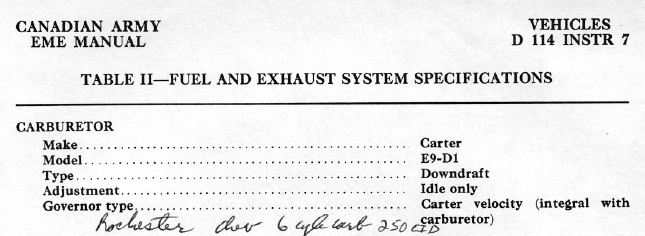 CANADIAN ARMY VEHICLES
EME MANUAL D 114 INSTR 7
TABLE II—FUEL AND EXHAUST SYSTEM SPECIFICATIONS
CARBURETOR
Make........................................ Carter
Model....................................... E9-D1
Type........................................ Downdraft
Adjustment.................................. Idle only
Governor type............................... Carter velocity (integral with
carburetor)
Rochester chev 6 cyle carb 250 CID